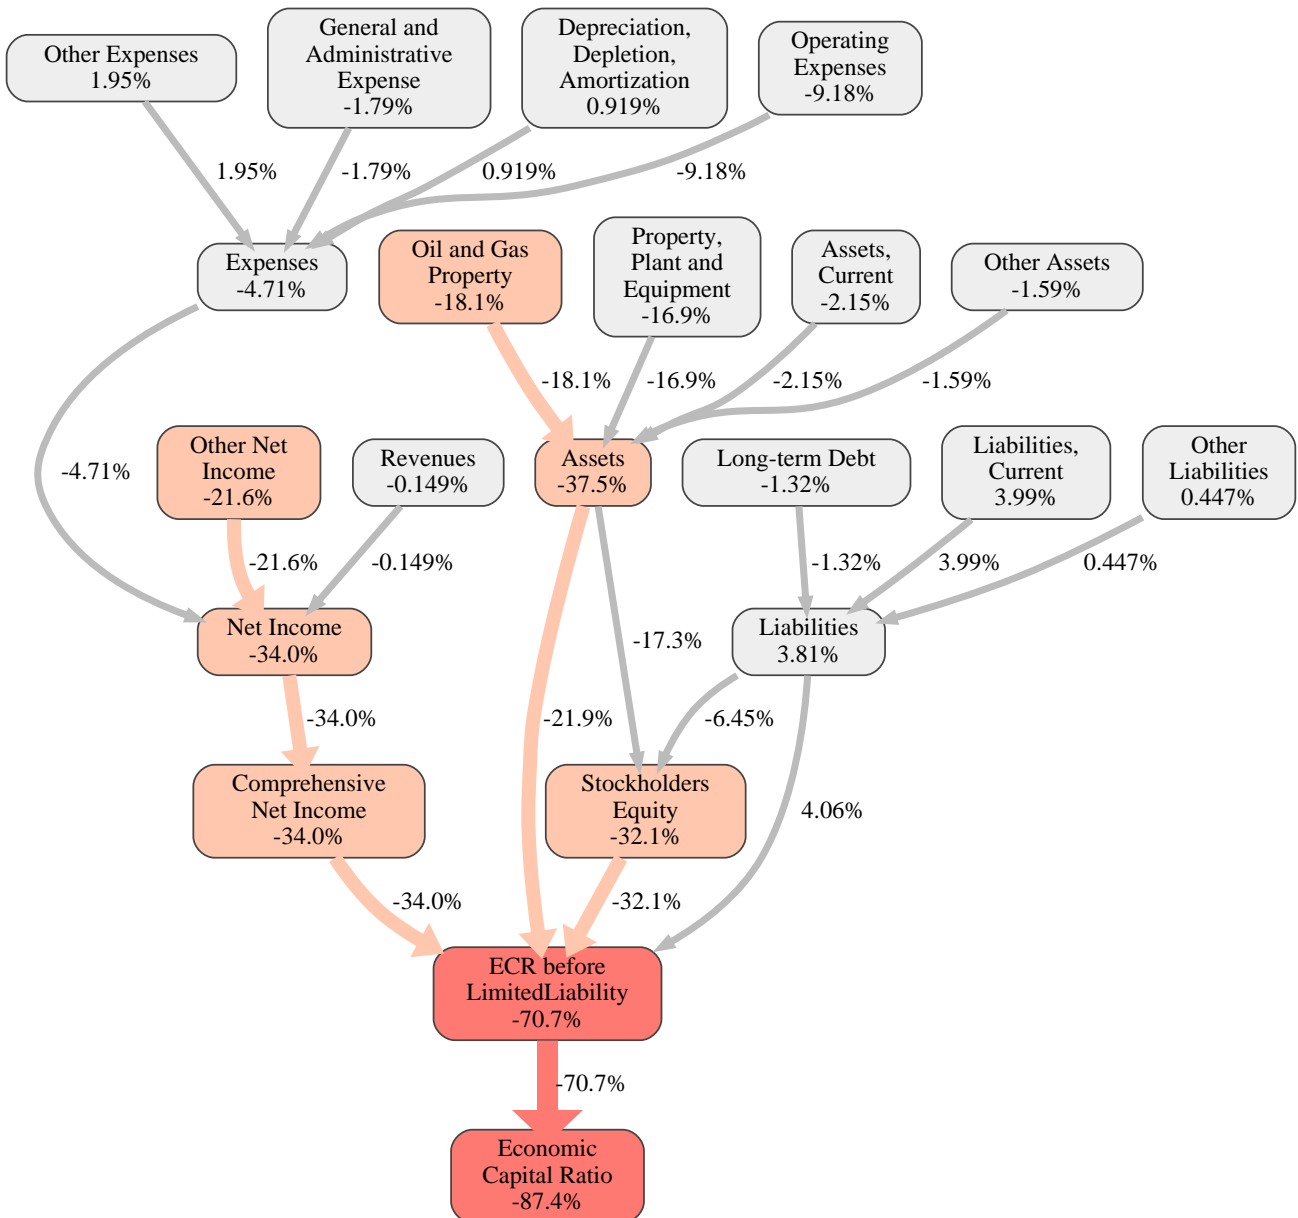 Other Expenses
1.95%
General and
Administrative
Expense
-1.79%
Depreciation,
Depletion,
Amortization
0.919%
Operating
Expenses
-9.18%
1.95%
-1.79%
0.919%
-9.18%
Expenses
-4.71%
Oil and Gas
Property
-18.1%
Property,
Plant and
Equipment
-16.9%
Assets,
Current
-2.15%
Other Assets
-1.59%
-18.1%
-16.9%
-2.15%
-1.59%
-4.71%
Other Net
Income
-21.6%
Revenues
-0.149%
Assets
-37.5%
Long-term Debt
-1.32%
Liabilities,
Current
3.99%
Other
Liabilities
0.447%
-21.6%
-0.149%
-1.32%
3.99%
0.447%
Net Income
-34.0%
-17.3%
Liabilities
3.81%
-34.0%
-21.9%
-6.45%
Comprehensive
Net Income
-34.0%
Stockholders
Equity
-32.1%
4.06%
-34.0%
-32.1%
ECR before
LimitedLiability
-70.7%
-70.7%
Economic
Capital Ratio
-87.4%